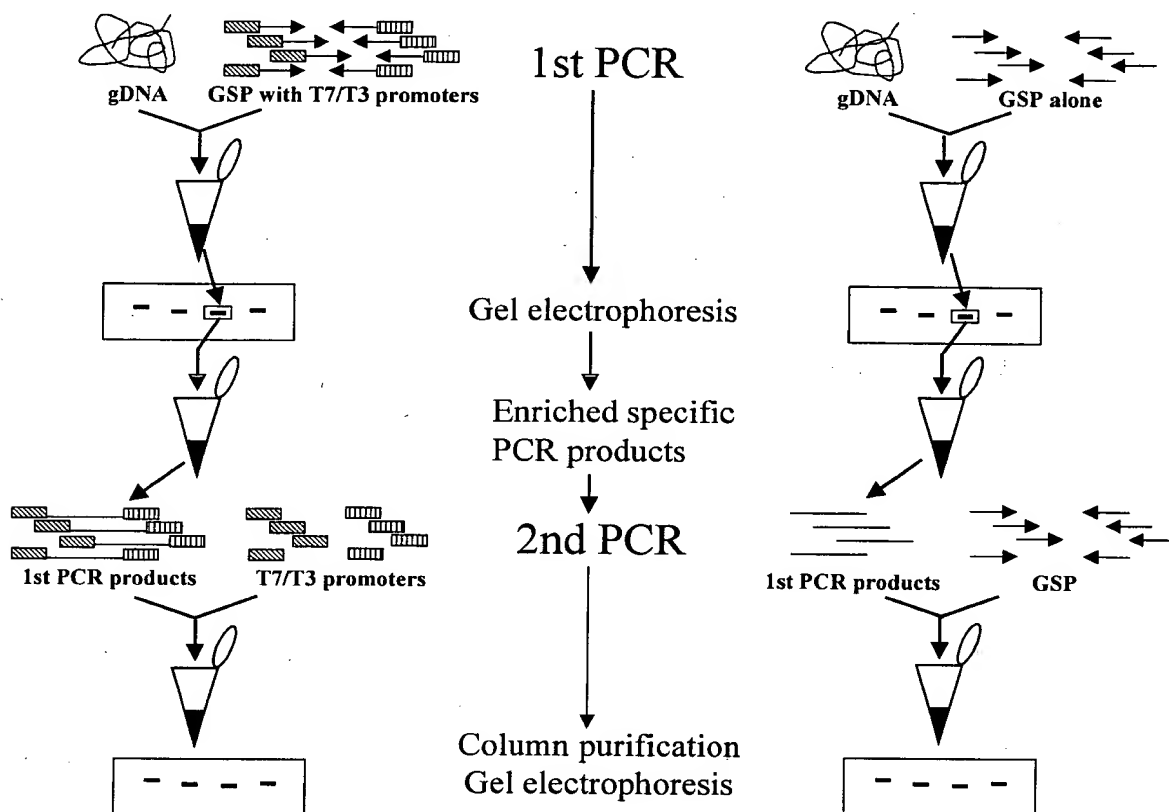 1st PCR
gDNA
GSP with T7/T3 promoters
gDNA
GSP alone
Gel electrophoresis
Enriched specific
PCR products
2nd PCR
1st PCR products
T7/T3 promoters
1st PCR products
GSP
Column purification
Gel electrophoresis